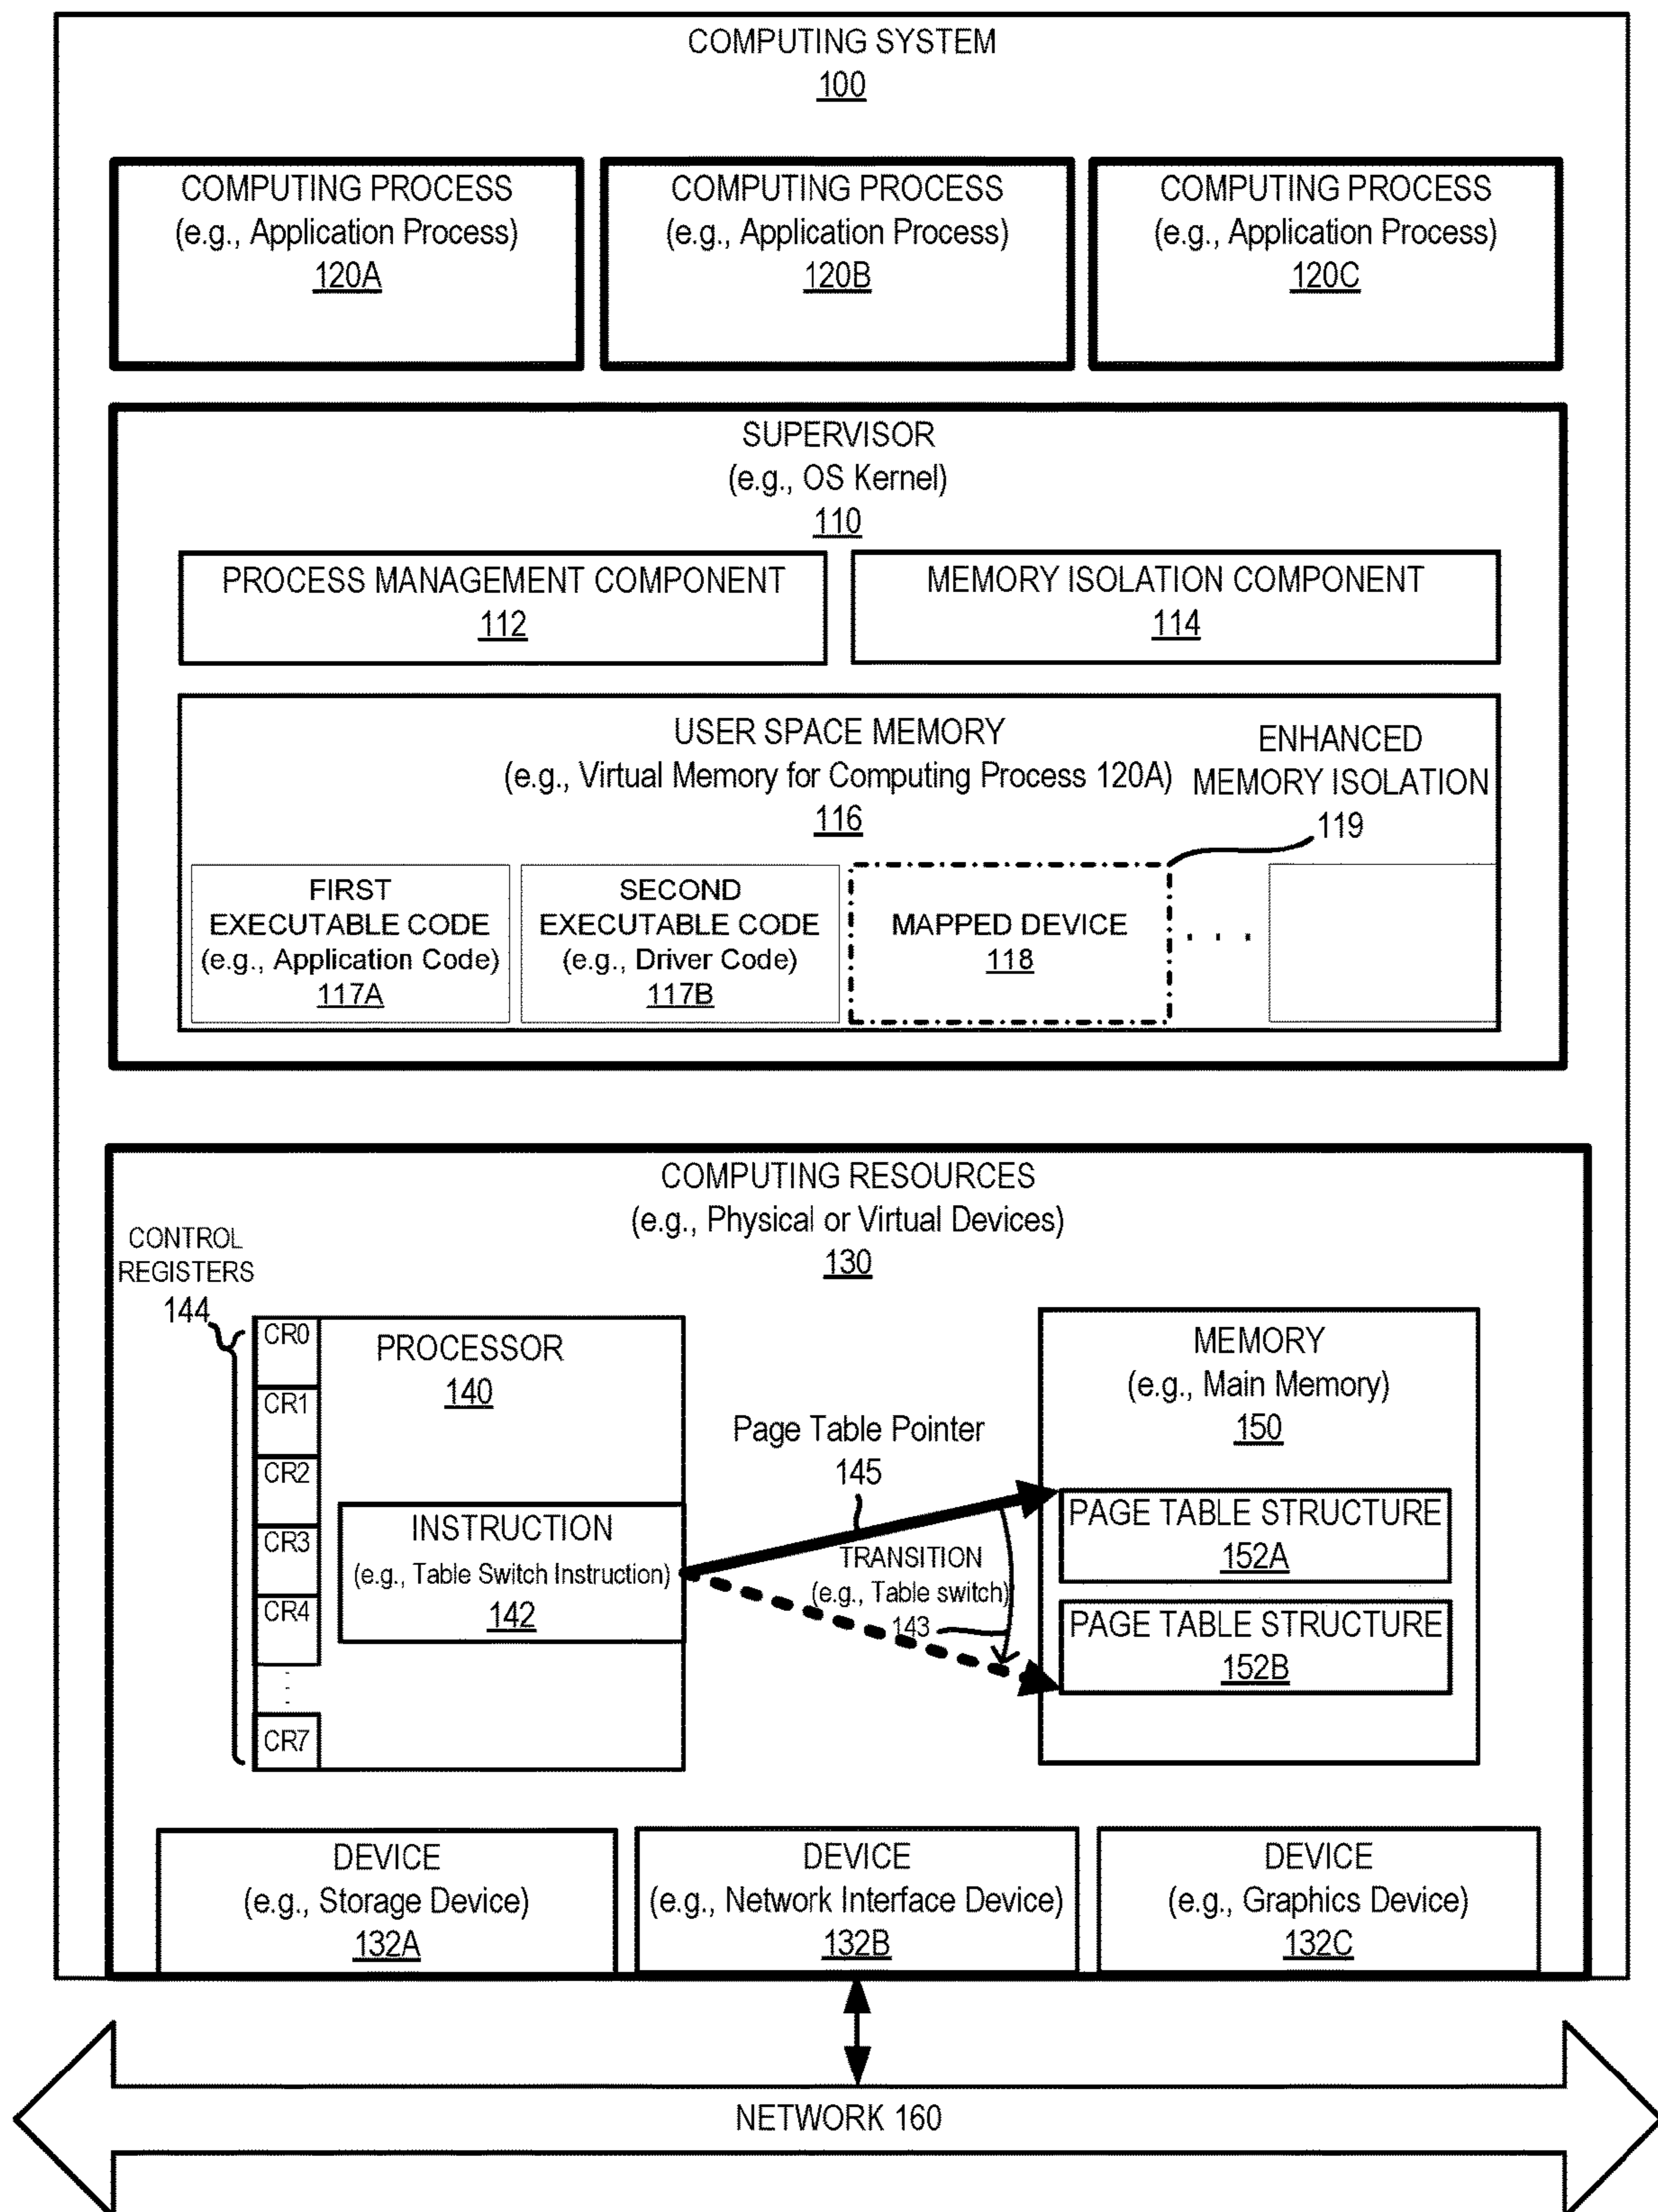 COMPUTING SYSTEM
100
COMPUTING PROCESS
(e.g., Application Process)
120A
COMPUTING PROCESS
(e.g., Application Process)
120B
COMPUTING PROCESS
(e.g., Application Process)
120C
SUPERVISOR
(e.g., OS Kernel)
110
PROCESS MANAGEMENT COMPONENT
112
MEMORY ISOLATION COMPONENT
114
USER SPACE MEMORY
(e.g., Virtual Memory for Computing Process 120A)
116
ENHANCED
MEMORY ISOLATION
119
FIRST
EXECUTABLE CODE
(e.g., Application Code)
117A
SECOND
EXECUTABLE CODE
(e.g., Driver Code)
117B
MAPPED DEVICE
118
. . .
COMPUTING RESOURCES
(e.g., Physical or Virtual Devices)
130
CONTROL
REGISTERS
144
CR0
CR1
CR2
CR3
CR4
CR7
PROCESSOR
140
INSTRUCTION
(e.g., Table Switch Instruction)
142
Page Table Pointer
145
TRANSITION
(e.g., Table switch)
143
MEMORY
(e.g., Main Memory)
150
PAGE TABLE STRUCTURE
152A
PAGE TABLE STRUCTURE
152B
DEVICE
(e.g., Storage Device)
132A
DEVICE
(e.g., Network Interface Device)
132B
DEVICE
(e.g., Graphics Device)
132C
NETWORK 160